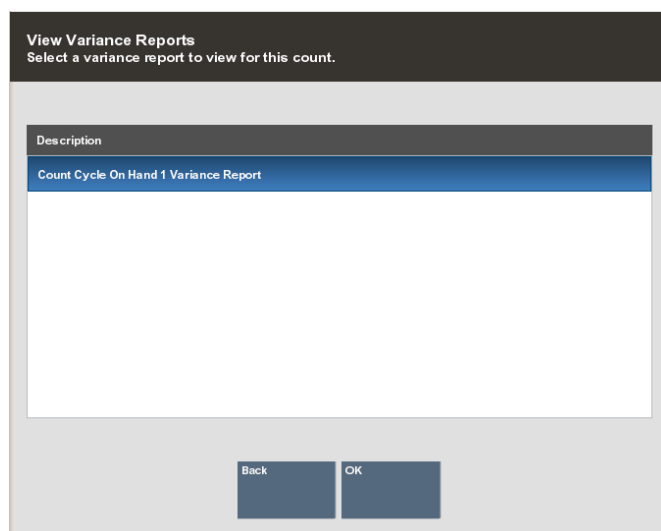 View Variance Reports
Select a variance report to view for this count.
Description
Count Cycle On Hand 1 Variance Report
Back
OK